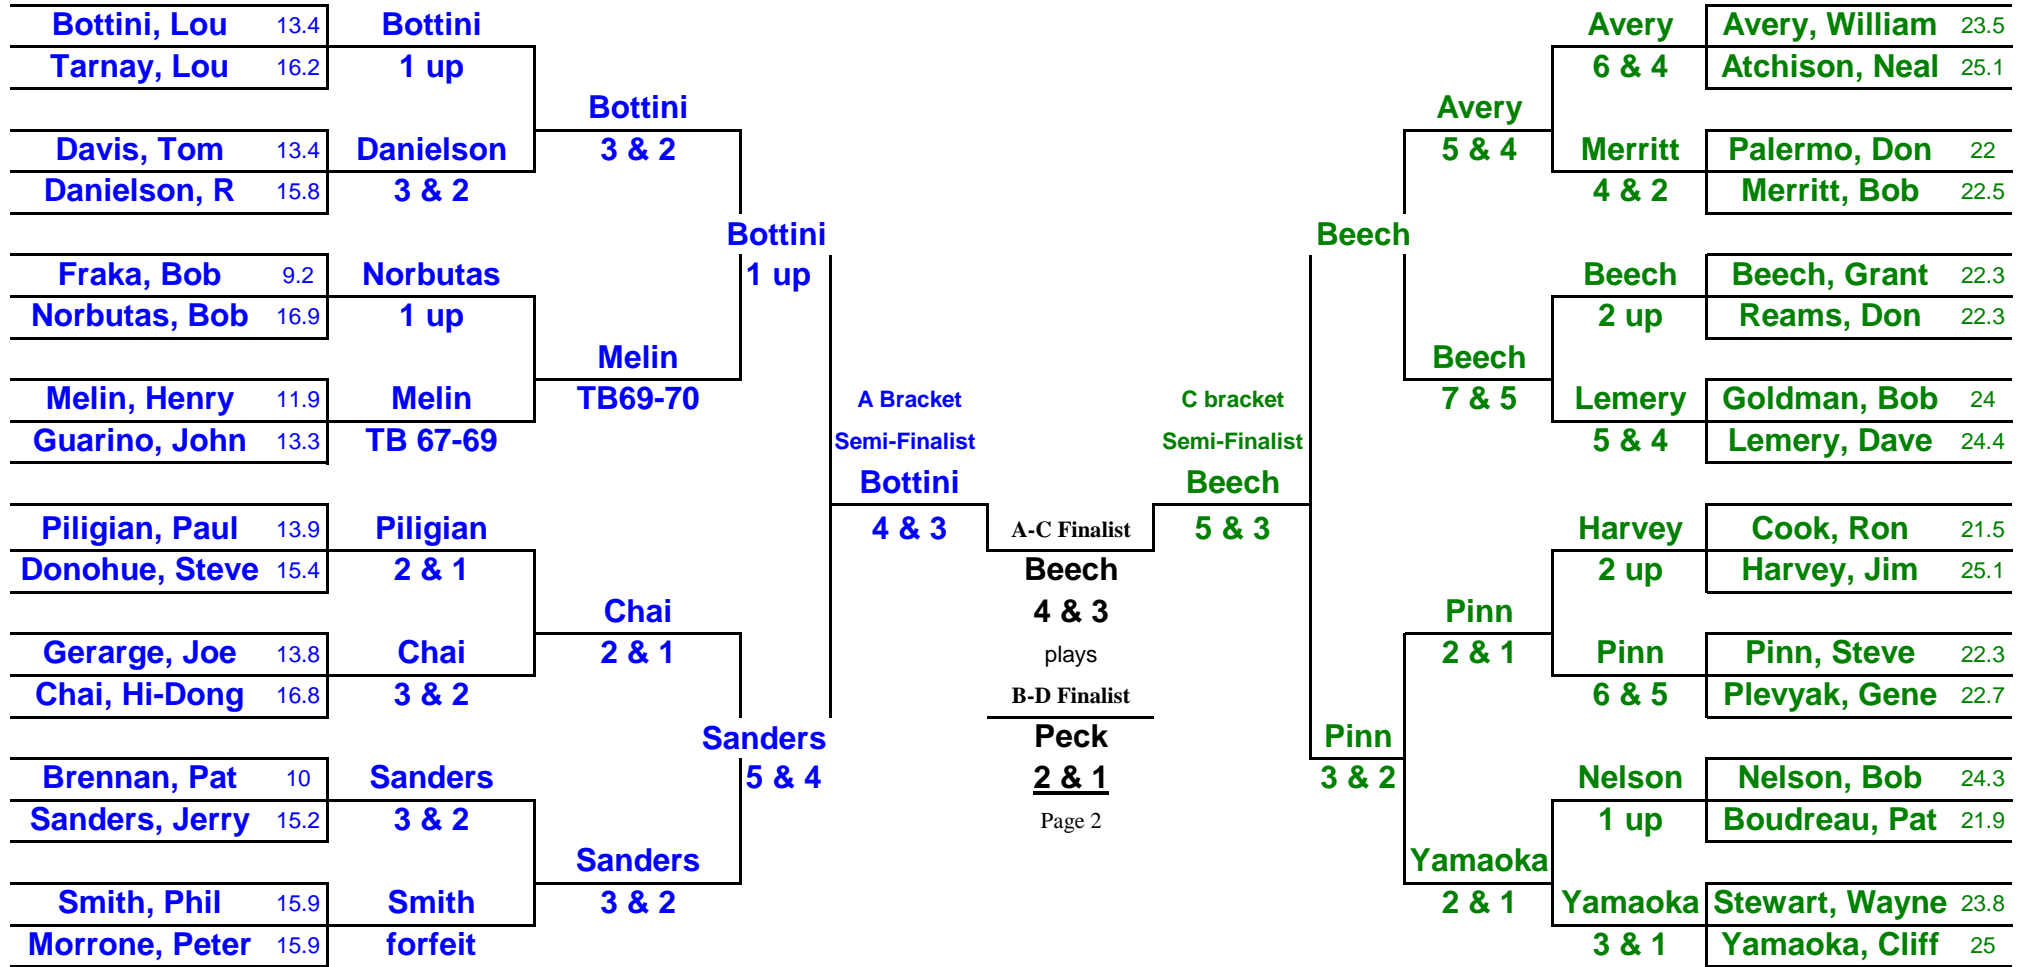 Bottini, Lou 13.4 Bottini Avery Avery, William 23.5
Tarnay, Lou 16.2 1 up 6 & 4 Atchison, Neal 25.1
Bottini Avery
Davis, Tom 13.4 Danielson 3 & 2 5 & 4 Merritt Palermo, Don 22
Danielson, R 15.8 3 & 2 4 & 2 Merritt, Bob 22.5
Bottini Beech
Fraka, Bob 9.2 Norbutas 1 up Beech Beech, Grant 22.3
Norbutas, Bob 16.9 1 up 2 up Reams, Don 22.3
Melin Beech
Melin, Henry 11.9 Melin TB69-70 A Bracket C bracket 7 & 5 Lemery Goldman, Bob 24
Guarino, John 13.3 TB 67-69 Semi-Finalist Semi-Finalist 5 & 4 Lemery, Dave 24.4
Bottini Beech
Piligian, Paul 13.9 Piligian 4 & 3 A-C Finalist 5 & 3 Harvey Cook, Ron 21.5
Donohue, Steve 15.4 2 & 1 Beech 2 up Harvey, Jim 25.1
Chai 4 & 3 Pinn
Gerarge, Joe 13.8 Chai 2 & 1 plays 2 & 1 Pinn Pinn, Steve 22.3
Chai, Hi-Dong 16.8 3 & 2 B-D Finalist 6 & 5 Plevyak, Gene 22.7
Sanders Peck Pinn
Brennan, Pat 10 Sanders 5 & 4 2 & 1 3 & 2 Nelson Nelson, Bob 24.3
Sanders, Jerry 15.2 3 & 2 Page 2 1 up Boudreau, Pat 21.9
Sanders Yamaoka
Smith, Phil 15.9 Smith 3 & 2 2 & 1 Yamaoka Stewart, Wayne 23.8
Morrone, Peter 15.9 forfeit 3 & 1 Yamaoka, Cliff 25